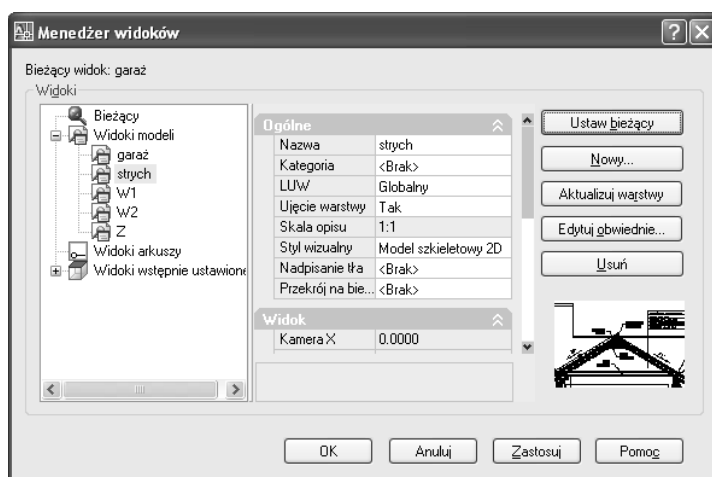 Menedżer widoków
Bieżący widok: garaż
Widoki
Bieżący
Widoki modeli
garaż
strych
W1
W2
Z
Widoki arkuszy
Widoki wstępnie ustawione
Ogólne
Nazwa strych
Kategoria <Brak>
LUW Globalny
Ujęcie warstwy Tak
Skala opisu 1:1
Styl wizualny Model szkieletowy 2D
Nadpisanie tła <Brak>
Przekrój na bie... <Brak>
Widok
Kamera X 0.0000
Ustaw bieżący
Nowy...
Aktualizuj warstwy
Edytuj obwiednie...
Usuń
OK Anuluj Zastosuj Pomoc